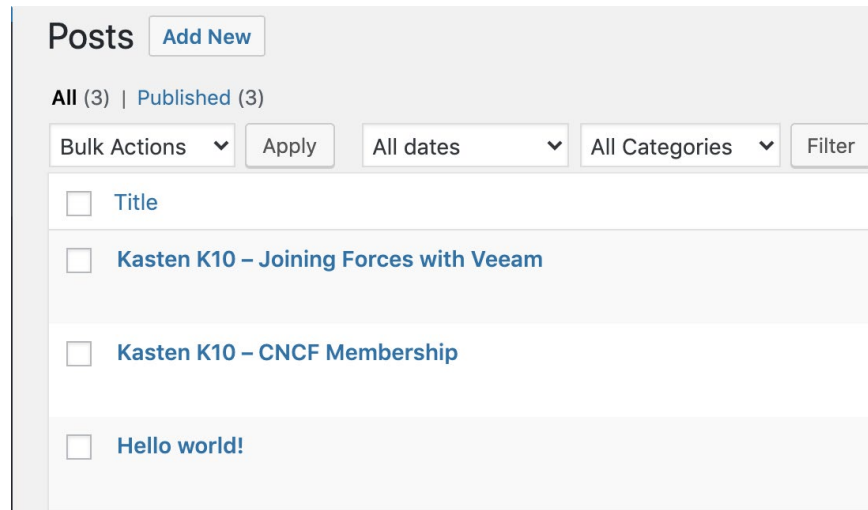 Posts Add New
All (3) | Published (3)
Bulk Actions Apply All dates All Categories Filter
Title
Kasten K10 – Joining Forces with Veeam
Kasten K10 – CNCF Membership
Hello world!